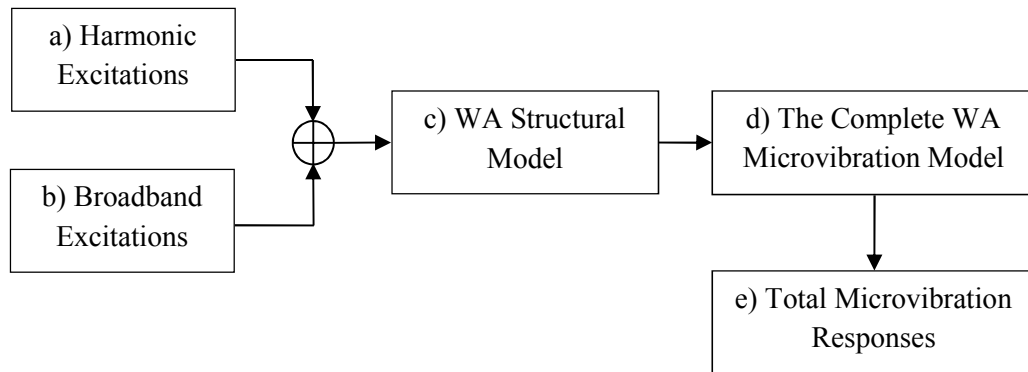 a) Harmonic
Excitations
b) Broadband
Excitations
c) WA Structural
Model
d) The Complete WA
Microvibration Model
e) Total Microvibration
Responses